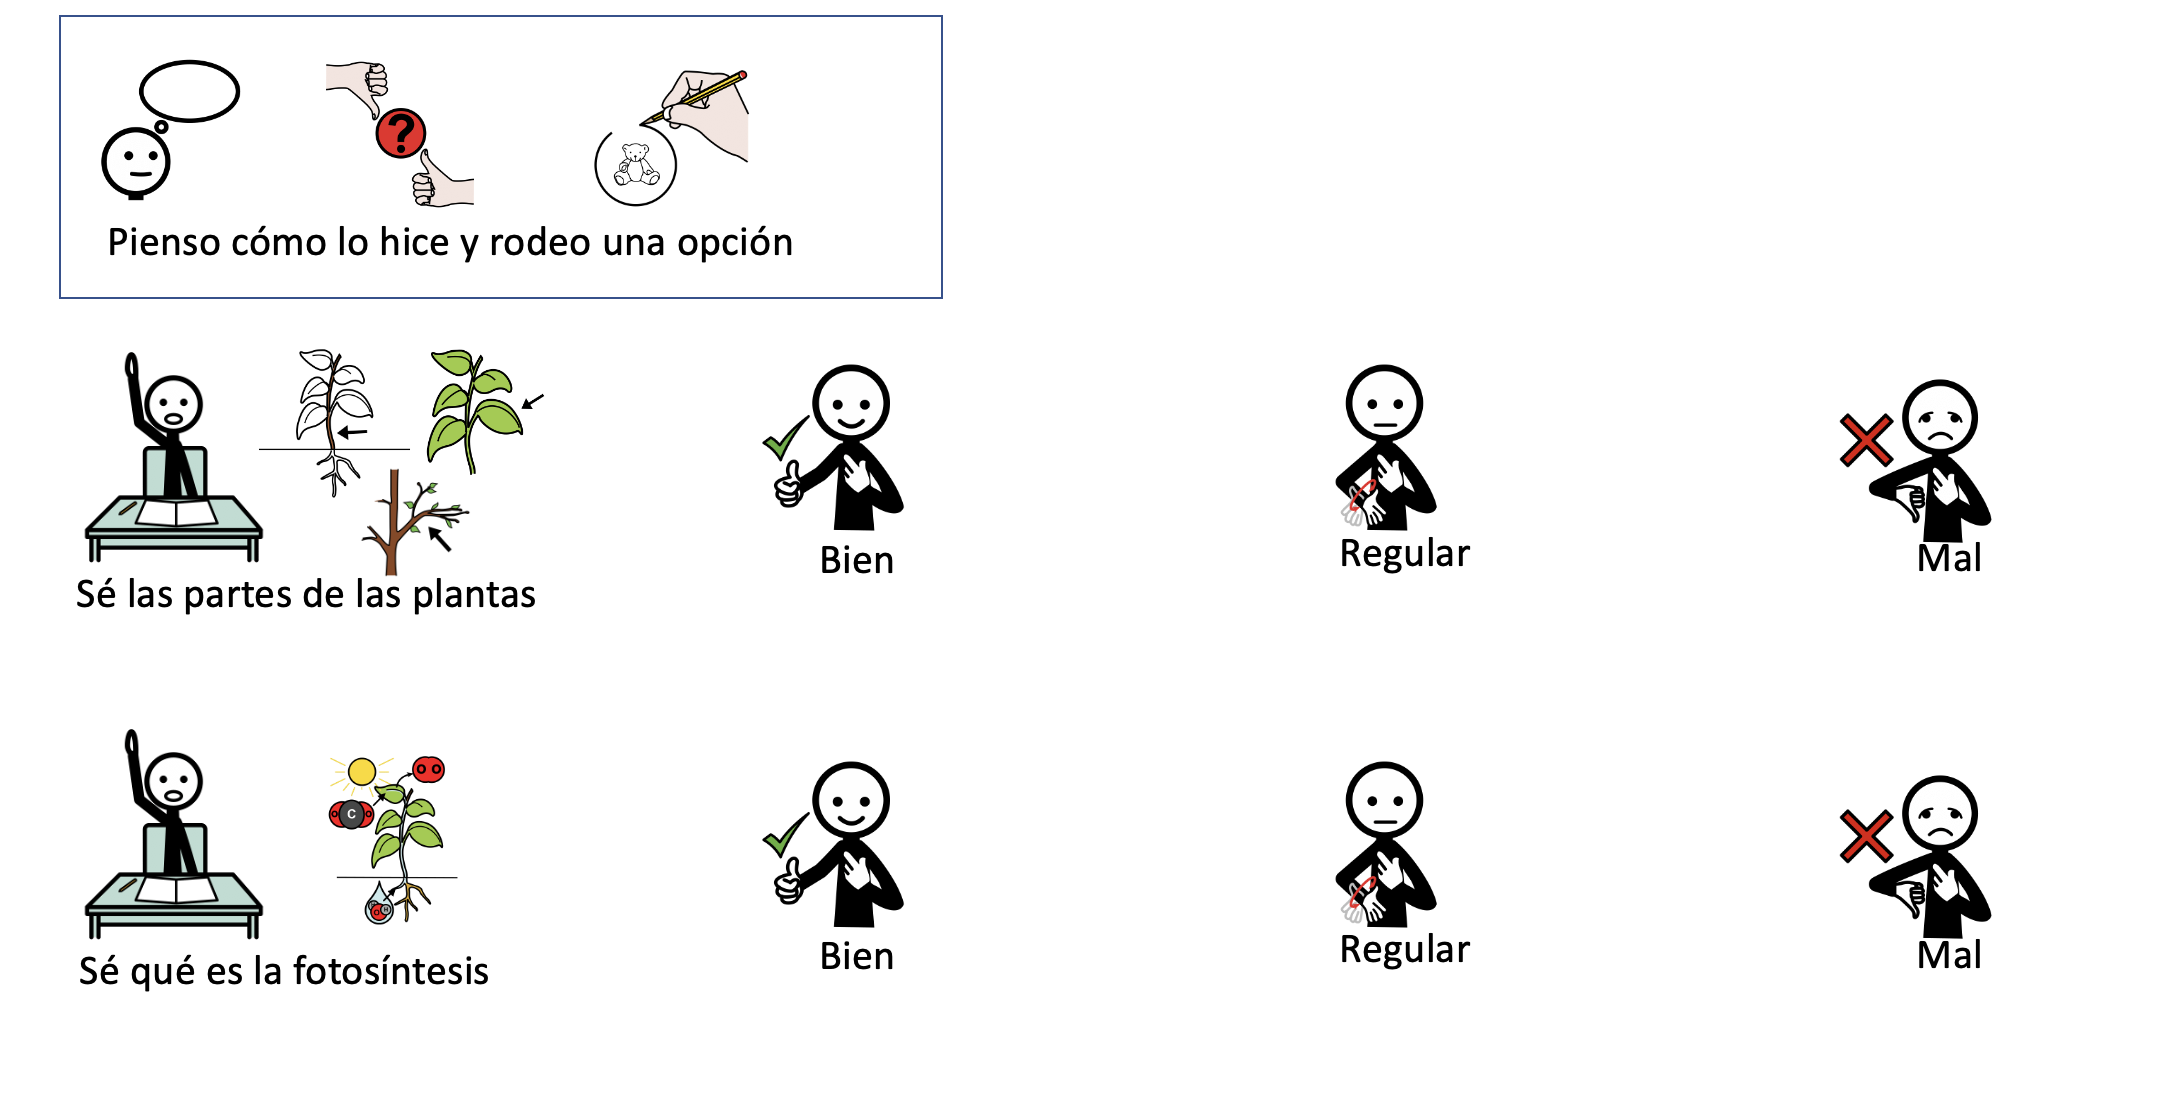 ?
Pienso cómo lo hice y rodeo una opción
Sé las partes de las plantas
Bien
Regular
Mal
O O
O C O
H O H
Sé qué es la fotosíntesis
Bien
Regular
Mal